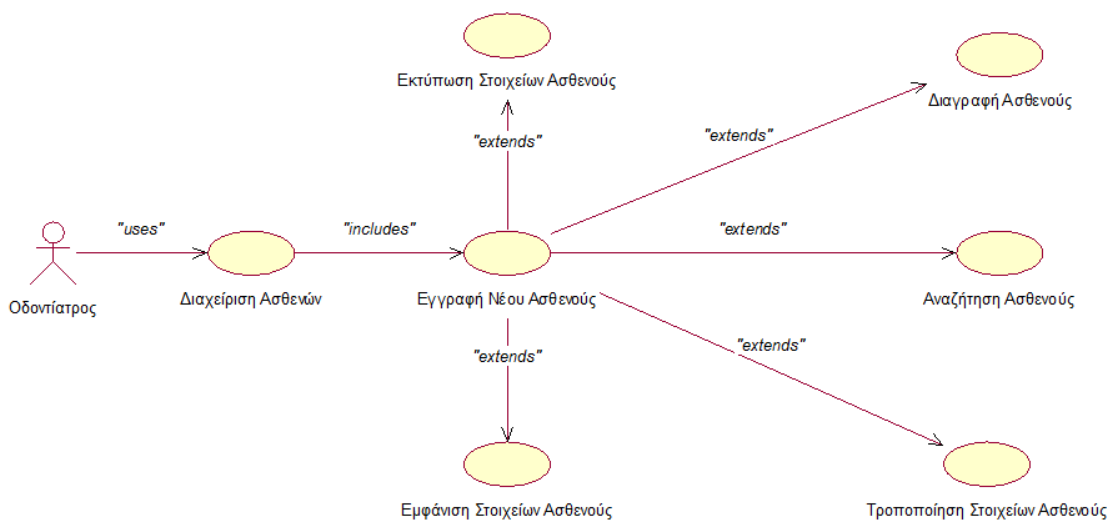 Εκτύπωση Στοιχείων Ασθενούς
Διαγραφή Ασθενούς
"extends"
"extends"
"uses"
"includes"
"extends"
Οδοντίατρος
Διαχείριση Ασθενών
Εγγραφή Νέου Ασθενούς
Αναζήτηση Ασθενούς
"extends"
"extends"
Εμφάνιση Στοιχείων Ασθενούς
Τροποποίηση Στοιχείων Ασθενούς